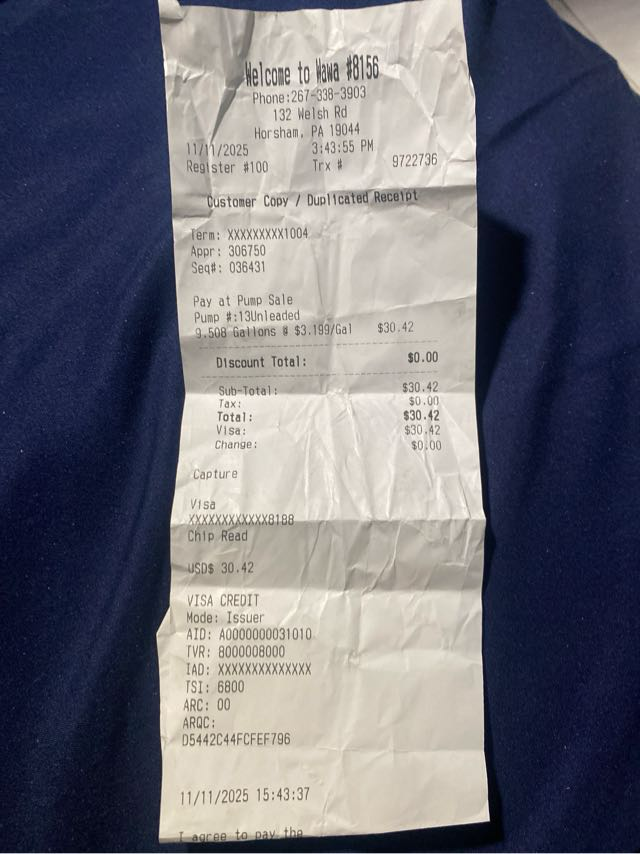 Welcome to Wawa #8156
Phone:267-338-3903
132 Welsh Rd
Horsham, PA 19044
11/11/2025 3:43:55 PM
Register #100 Trx # 9722736
Customer Copy / Duplicated Receipt
Term: XXXXXXXXX1004
Appr: 306750
Seq#: 036431
Pay at Pump Sale
Pump #:13Unleaded
9.508 Gallons @ $3.199/Gal $30.42
Discount Total: $0.00
Sub-Total: $30.42
Tax: $0.00
Total: $30.42
Visa: $30.42
Change: $0.00
Capture
Visa
XXXXXXXXXXXX8188
Chip Read
USD$ 30.42
VISA CREDIT
Mode: Issuer
AID: A0000000031010
TVR: 8000008000
IAD: XXXXXXXXXXXXXX
TSI: 6800
ARC: 00
ARQC:
D5442C44FCFEF796
11/11/2025 15:43:37
I agree to pay the